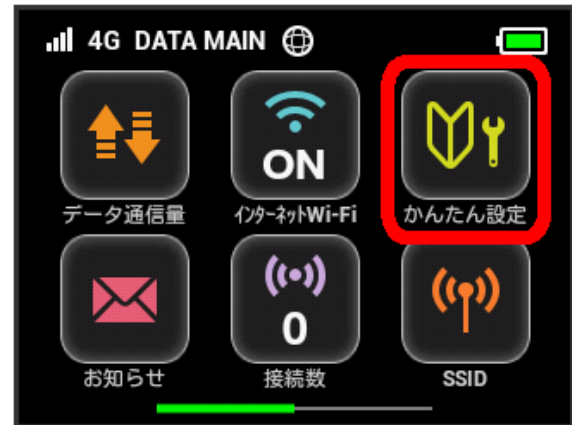 4G DATA MAIN
ON
データ通信量 インターネットWi-Fi かんたん設定
0
お知らせ 接続数 SSID